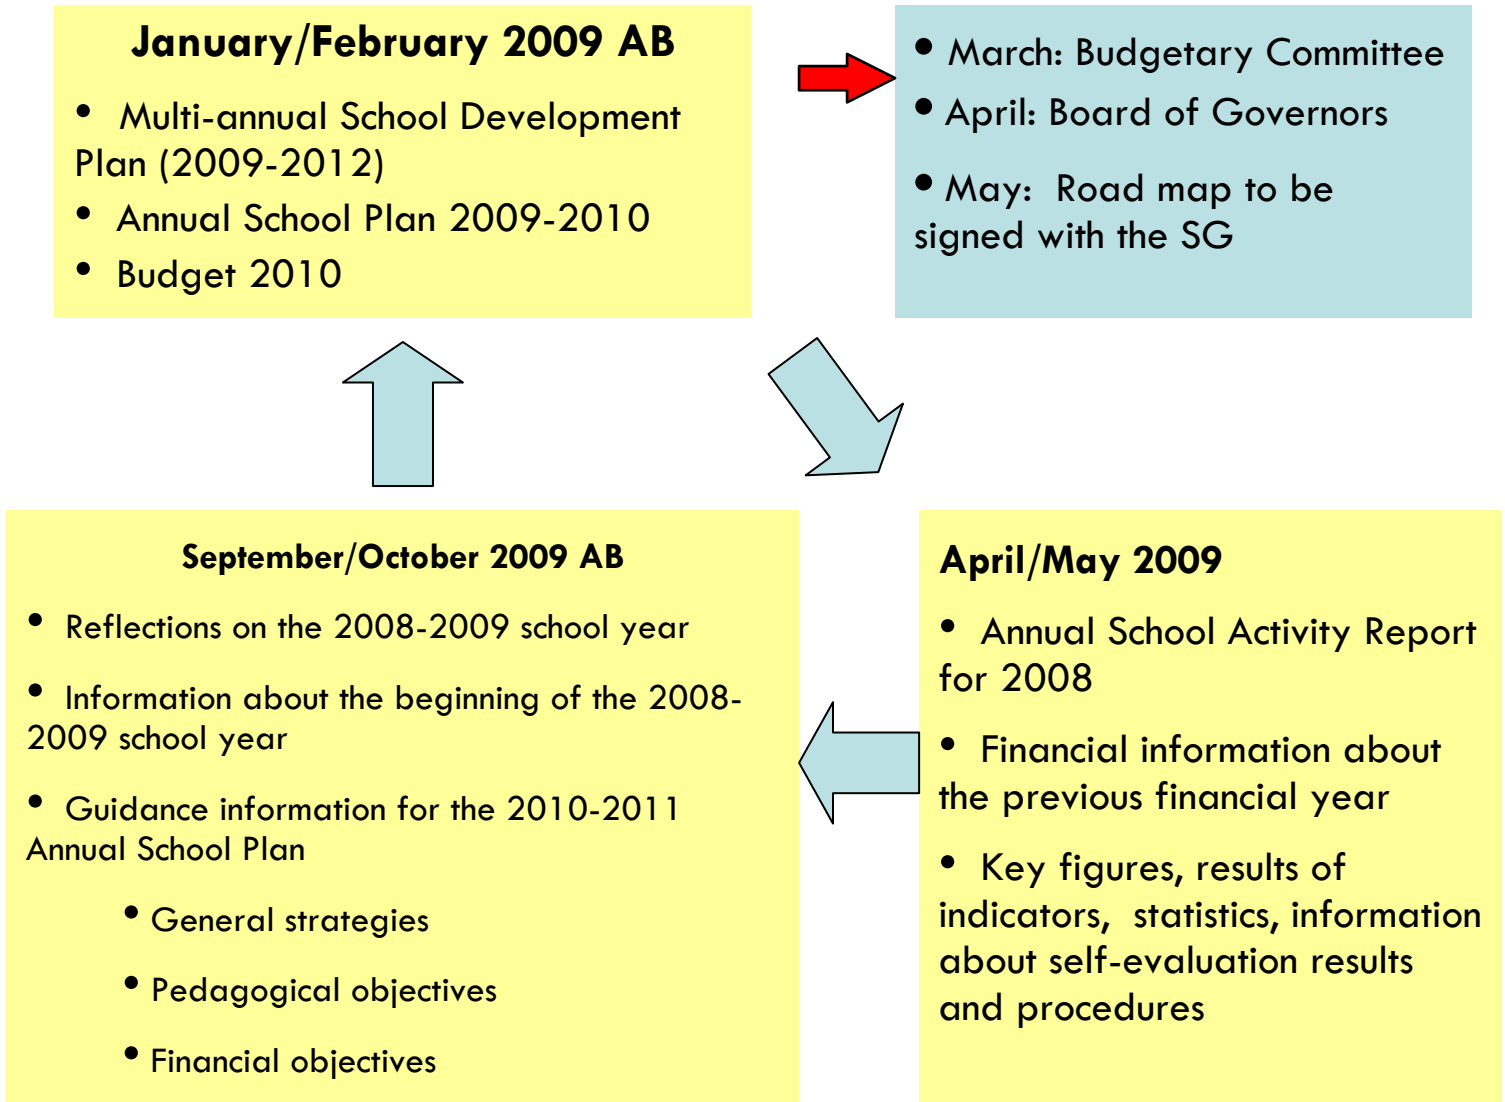 January/February 2009 AB
• Multi-annual School Development
Plan (2009-2012)
• Annual School Plan 2009-2010
• Budget 2010
• March: Budgetary Committee
• April: Board of Governors
• May: Road map to be
signed with the SG
September/October 2009 AB
• Reflections on the 2008-2009 school year
• Information about the beginning of the 2008-
2009 school year
• Guidance information for the 2010-2011
Annual School Plan
• General strategies
• Pedagogical objectives
• Financial objectives
April/May 2009
• Annual School Activity Report
for 2008
• Financial information about
the previous financial year
• Key figures, results of
indicators, statistics, information
about self-evaluation results
and procedures